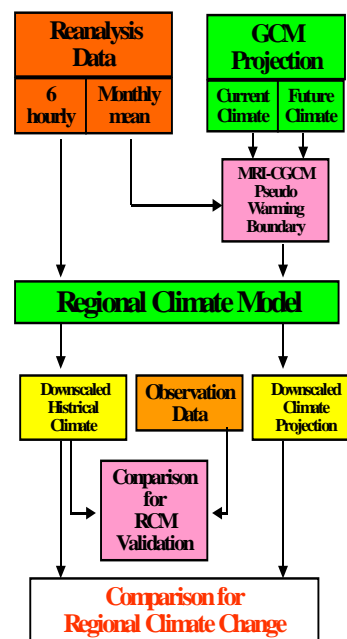 Reanalysis
Data
6
hourly
Monthly
mean
GCM
Projection
Current
Climate
Future
Climate
MRI-CGCM
Pseudo
Warming
Boundary
Regional Climate Model
Downscaled
Histrical
Climate
Observation
Data
Downscaled
Climate
Projection
Comparison
for
RCM
Validation
Comparison for
Regional Climate Change